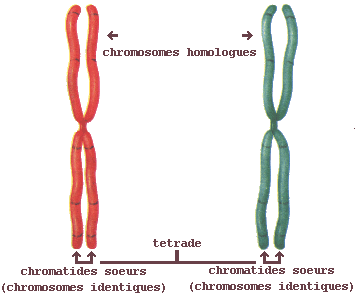 chromosomes homologues
tetrade
chromatides soeurs
(chromosomes identiques)
chromatides soeurs
(chromosomes identiques)